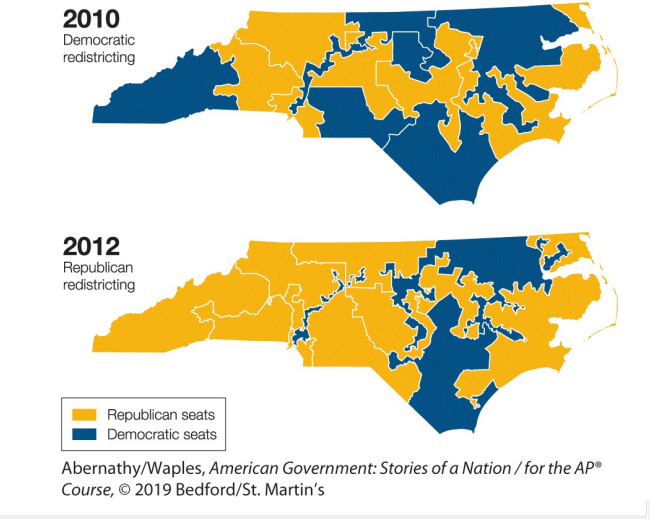 2010
Democratic
redistricting
2012
Republican
redistricting
Republican seats
Democratic seats
Abernathy/Waples, American Government: Stories of a Nation / for the AP®
Course, © 2019 Bedford/St. Martin’s